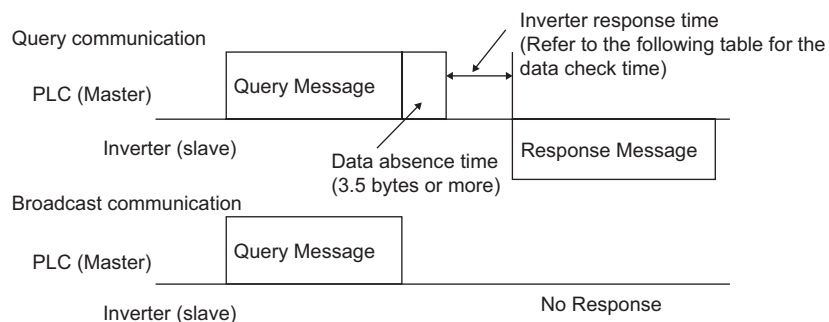 Query communication
Inverter response time
(Refer to the following table for the
data check time)
PLC (Master)
Query Message
Inverter (slave)
Data absence time
(3.5 bytes or more)
Response Message
Broadcast communication
PLC (Master)
Query Message
Inverter (slave)
No Response